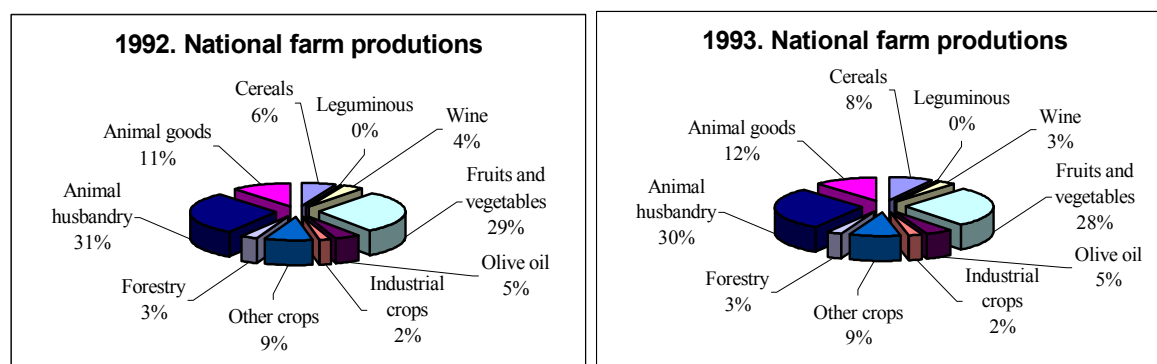 1992. National farm produtions
Cereals
6%
Leguminous
0%
Wine
4%
Fruits and
vegetables
29%
Olive oil
5%
Industrial
crops
2%
Other crops
9%
Forestry
3%
Animal
husbandry
31%
Animal goods
11%
1993. National farm produtions
Cereals
8%
Leguminous
0%
Wine
3%
Fruits and
vegetables
28%
Olive oil
5%
Industrial
crops
2%
Other crops
9%
Forestry
3%
Animal
husbandry
30%
Animal goods
12%